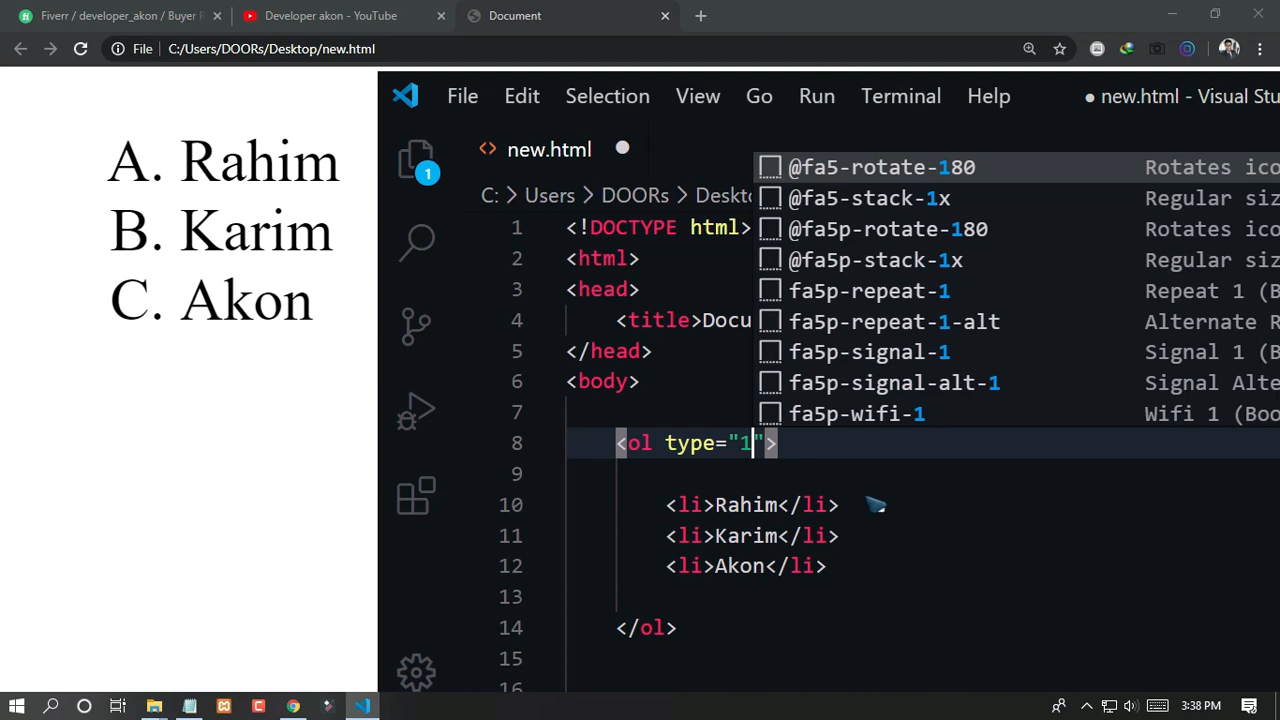 Fiverr / developer_akon / Buyer R
Developer akon - YouTube
Document
File
C:/Users/DOORs/Desktop/new.html
A. Rahim
B. Karim
C. Akon
File Edit Selection View Go Run Terminal Help
● new.html - Visual Stu
1
new.html
C: > Users > DOORs > Deskto
1 <!DOCTYPE html>
2 <html>
3 <head>
4 <title>Docu
5 </head>
6 <body>
7
8 <ol type="1">
9
10 <li>Rahim</li>
11 <li>Karim</li>
12 <li>Akon</li>
13
14 </ol>
15
16
@fa5-rotate-180 Rotates ico
@fa5-stack-1x Regular siz
@fa5p-rotate-180 Rotates ico
@fa5p-stack-1x Regular siz
fa5p-repeat-1 Repeat 1 (B
fa5p-repeat-1-alt Alternate R
fa5p-signal-1 Signal 1 (B
fa5p-signal-alt-1 Signal Alte
fa5p-wifi-1 Wifi 1 (Boo
3:38 PM